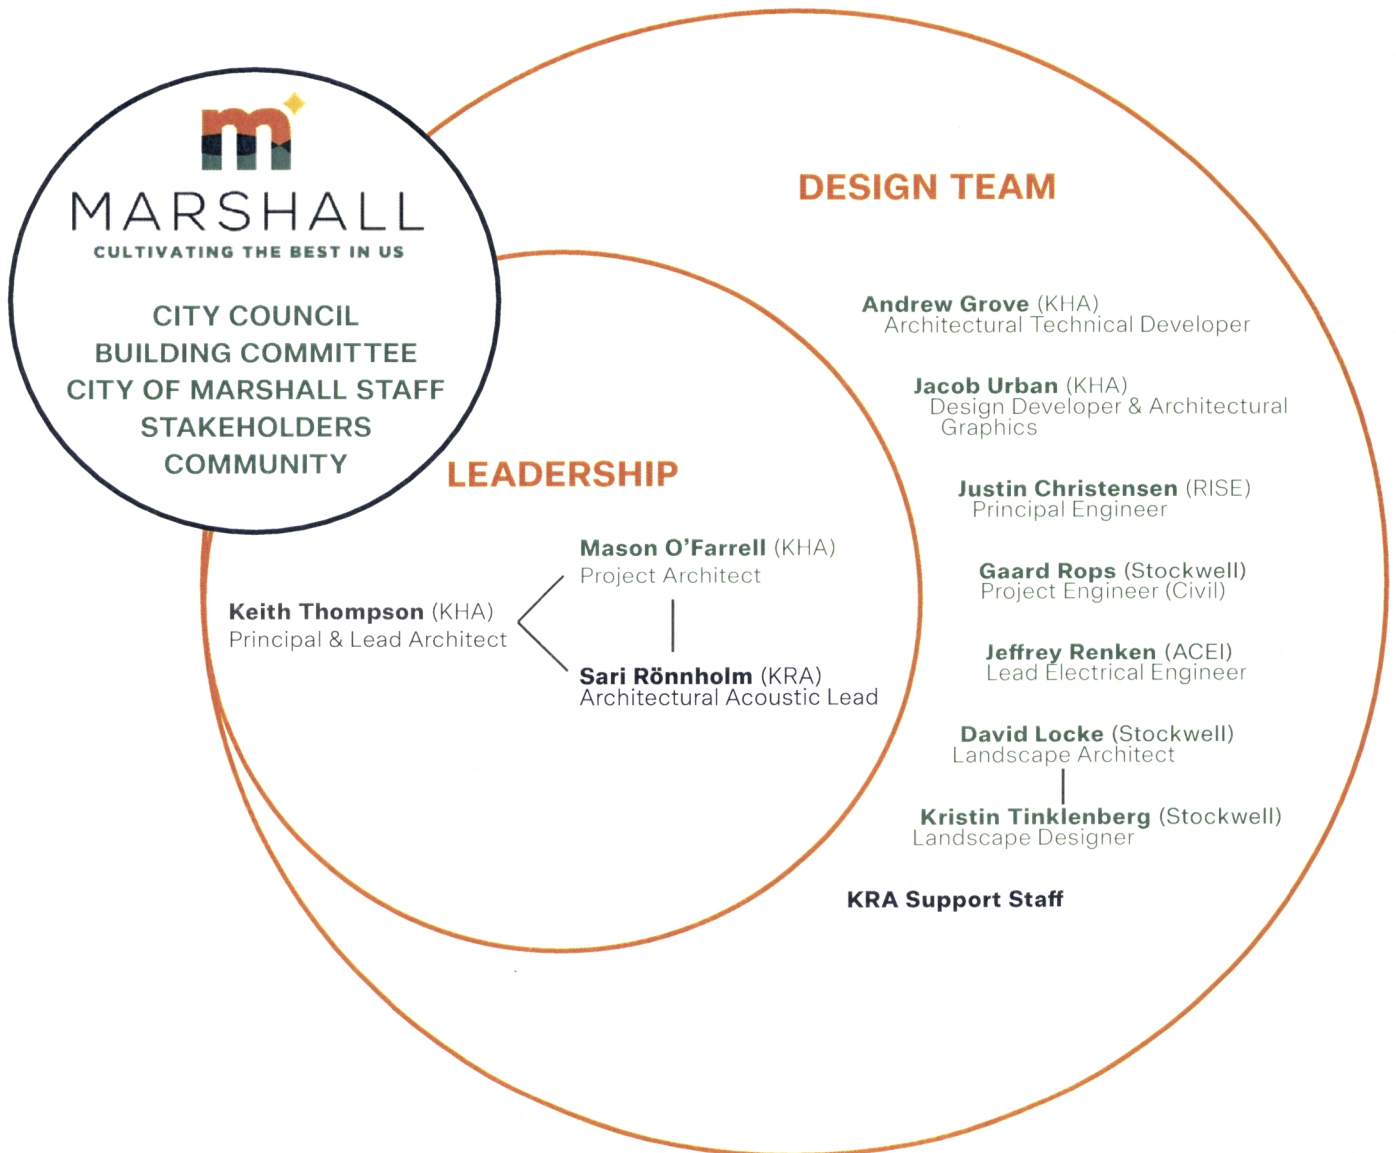 m
MARSHALL
CULTIVATING THE BEST IN US
CITY COUNCIL
BUILDING COMMITTEE
CITY OF MARSHALL STAFF
STAKEHOLDERS
COMMUNITY
LEADERSHIP
Keith Thompson (KHA)
Principal & Lead Architect
Mason O'Farrell (KHA)
Project Architect
Sari Rönnholm (KRA)
Architectural Acoustic Lead
DESIGN TEAM
Andrew Grove (KHA)
Architectural Technical Developer
Jacob Urban (KHA)
Design Developer & Architectural
Graphics
Justin Christensen (RISE)
Principal Engineer
Gaard Rops (Stockwell)
Project Engineer (Civil)
Jeffrey Renken (ACEI)
Lead Electrical Engineer
David Locke (Stockwell)
Landscape Architect
Kristin Tinklenberg (Stockwell)
Landscape Designer
KRA Support Staff